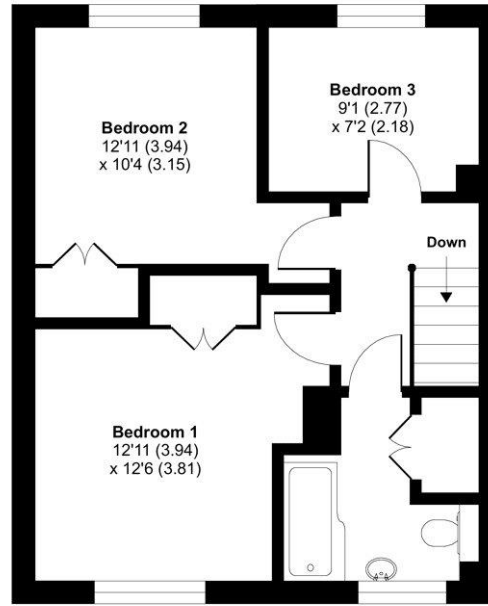 Bedroom 2
12'11 (3.94)
x 10'4 (3.15)
Bedroom 3
9'1 (2.77)
x 7'2 (2.18)
Down
Bedroom 1
12'11 (3.94)
x 12'6 (3.81)